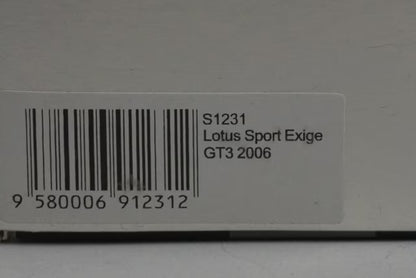 S1231
Lotus Sport Exige
GT3 2006
9 580006 912312